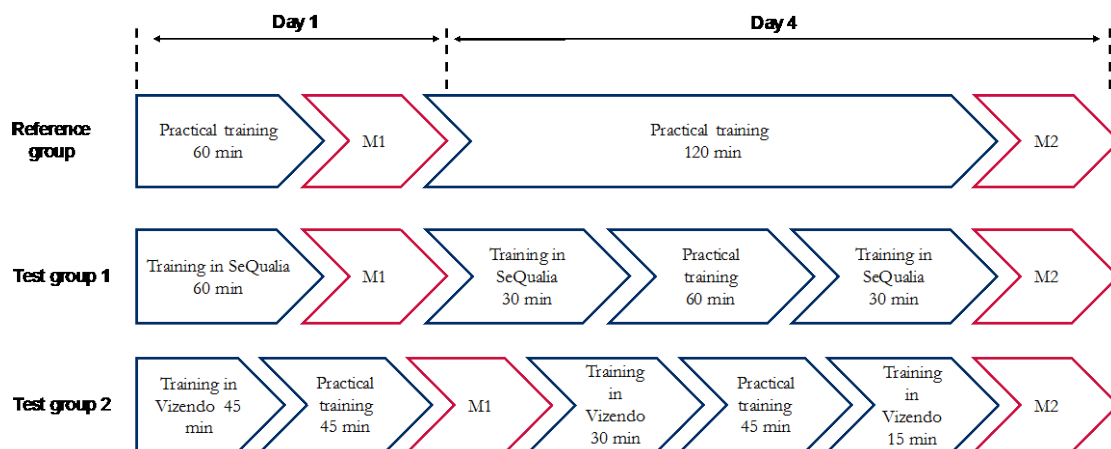 Day 1
Day 4
Reference
group
Practical training
60 min
M1
Practical training
120 min
M2
Test group 1
Training in SeQualia
60 min
M1
Training in
SeQualia
30 min
Practical
training
60 min
Training in
SeQualia
30 min
M2
Test group 2
Training in
Vizendo 45
min
Practical
training
45 min
M1
Training
in
Vizendo
30 min
Practical
training
45 min
Training
in
Vizendo
15 min
M2